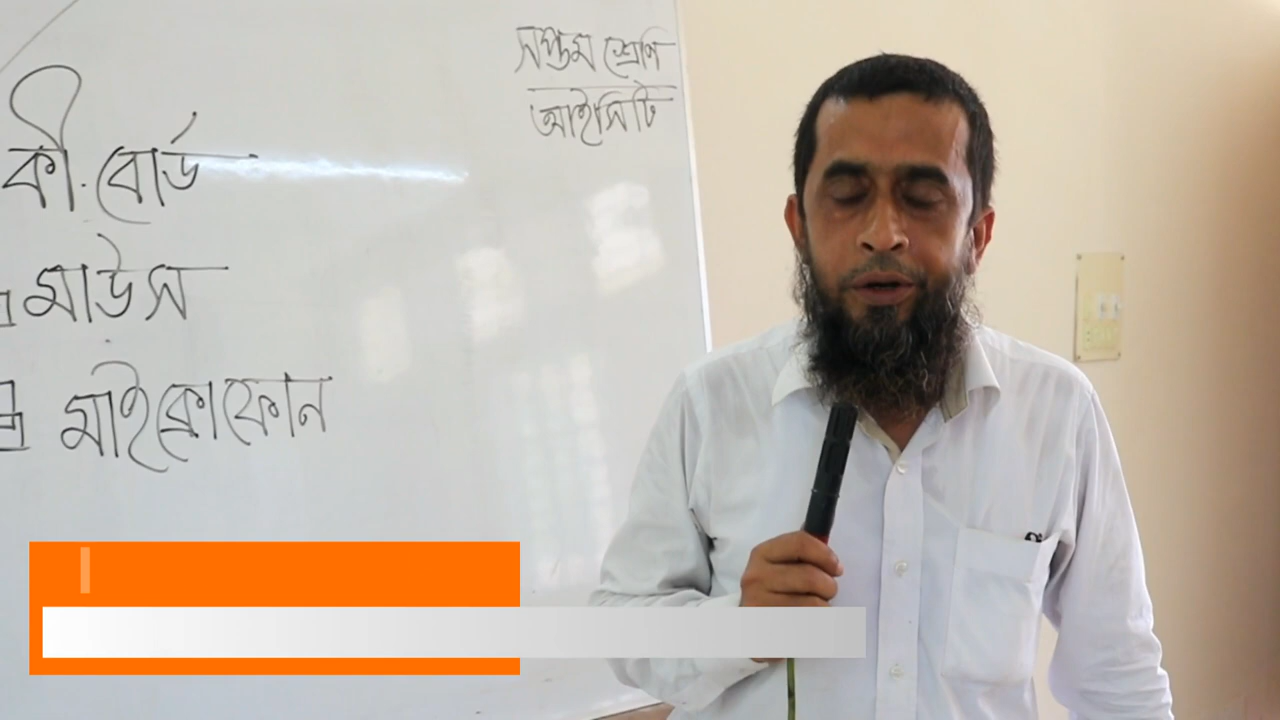 সপ্তম শ্রেণি
আইসিটি
কী-বোর্ড
মাউস
মাইক্রোফোন